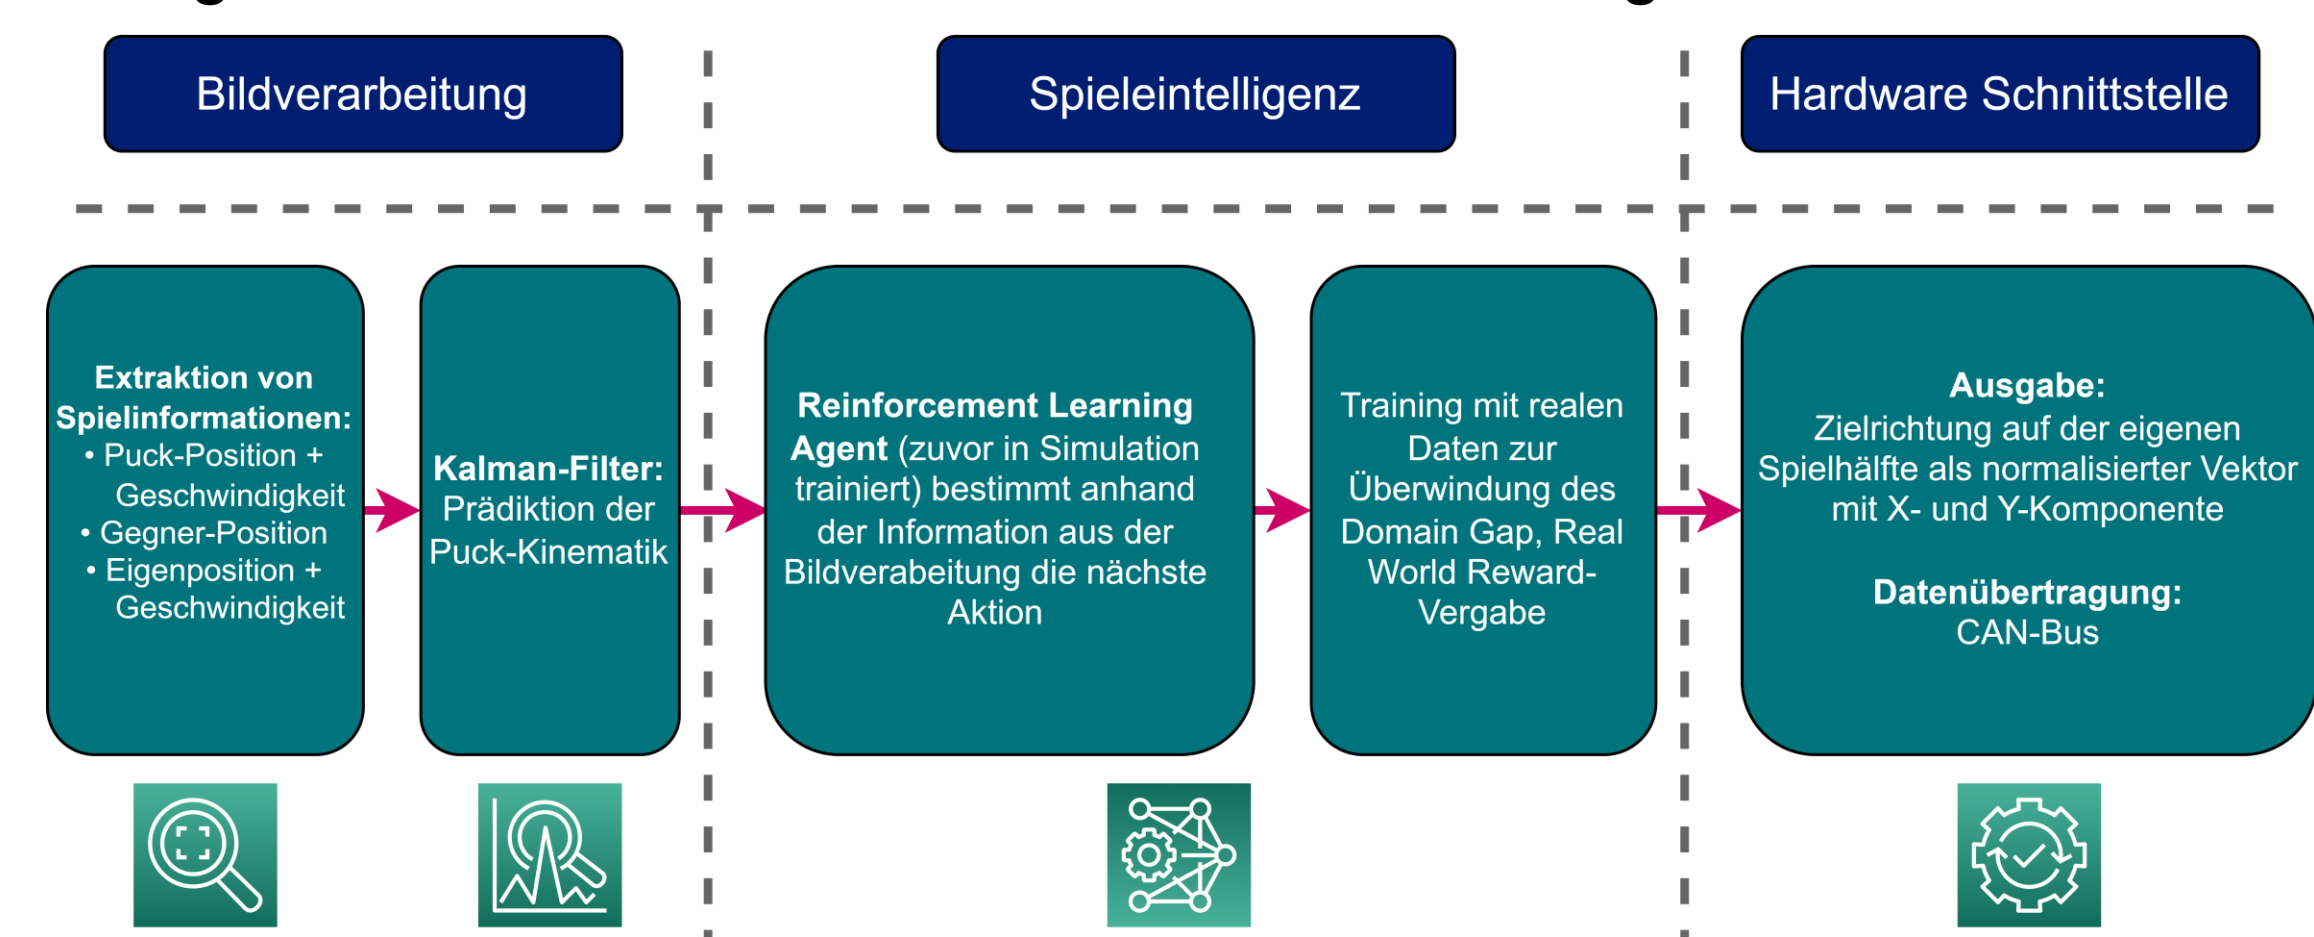 Bildverarbeitung
Spieleintelligenz
Hardware Schnittstelle
Extraktion von
Spielinformationen:
• Puck-Position +
Geschwindigkeit
• Gegner-Position
• Eigenposition +
Geschwindigkeit
Kalman-Filter:
Prädiktion der
Puck-Kinematik
Reinforcement Learning
Agent (zuvor in Simulation
trainiert) bestimmt anhand
der Information aus der
Bildverabeitung die nächste
Aktion
Training mit realen
Daten zur
Überwindung des
Domain Gap, Real
World Reward-
Vergabe
Ausgabe:
Zielrichtung auf der eigenen
Spielhälfte als normalisierter Vektor
mit X- und Y-Komponente
Datenübertragung:
CAN-Bus